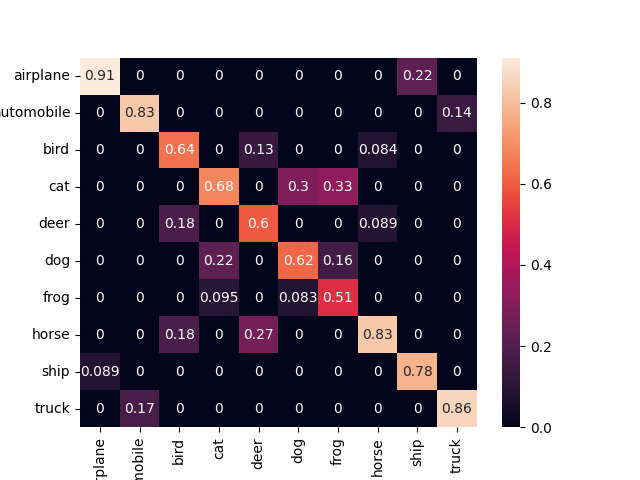 airplane 0.91 0 0 0 0 0 0 0 0.22 0
utomobile 0 0.83 0 0 0 0 0 0 0 0.14
bird 0 0 0.64 0 0.13 0 0 0.084 0 0
cat 0 0 0 0.68 0 0.3 0.33 0 0 0
deer 0 0 0.18 0 0.6 0 0 0.089 0 0
dog 0 0 0 0.22 0 0.62 0.16 0 0 0
frog 0 0 0 0.095 0 0.083 0.51 0 0 0
horse 0 0 0.18 0 0.27 0 0 0.83 0 0
ship 0.089 0 0 0 0 0 0 0 0.78 0
truck 0 0.17 0 0 0 0 0 0 0 0.86
rplane mobile bird cat deer dog frog horse ship truck
0.8
0.6
0.4
0.2
0.0